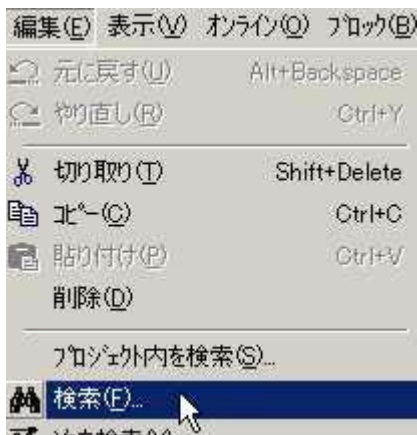 編集(E) 表示(V) オンライン(O) ブロック(B)
元に戻す(U) Alt+Backspace
やり直し(R) Ctrl+Y
切り取り(T) Shift+Delete
コピー(C) Ctrl+C
貼り付け(P) Ctrl+V
削除(D)
プロジェクト内を検索(S)...
検索(F)...